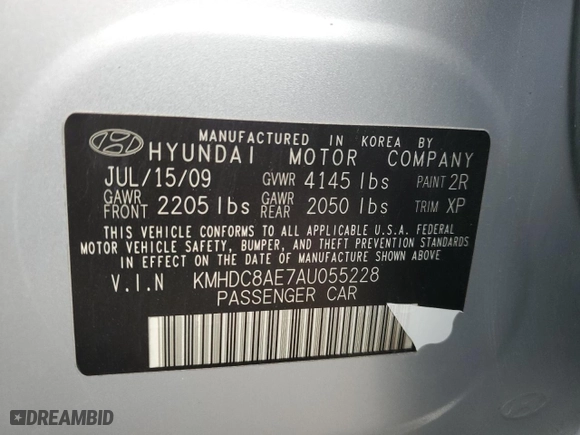 MANUFACTURED IN KOREA BY
HYUNDAI MOTOR COMPANY
JUL/15/09 GVWR 4145 lbs PAINT 2R
GAWR FRONT 2205 lbs GAWR REAR 2050 lbs TRIM XP
THIS VEHICLE CONFORMS TO ALL APPLICABLE U.S.A. FEDERAL
MOTOR VEHICLE SAFETY, BUMPER, AND THEFT PREVENTION STANDARDS
IN EFFECT ON THE DATE OF MANUFACTURE SHOWN ABOVE.
V.I.N KMHDC8AE7AU055228
PASSENGER CAR
DREAMBID